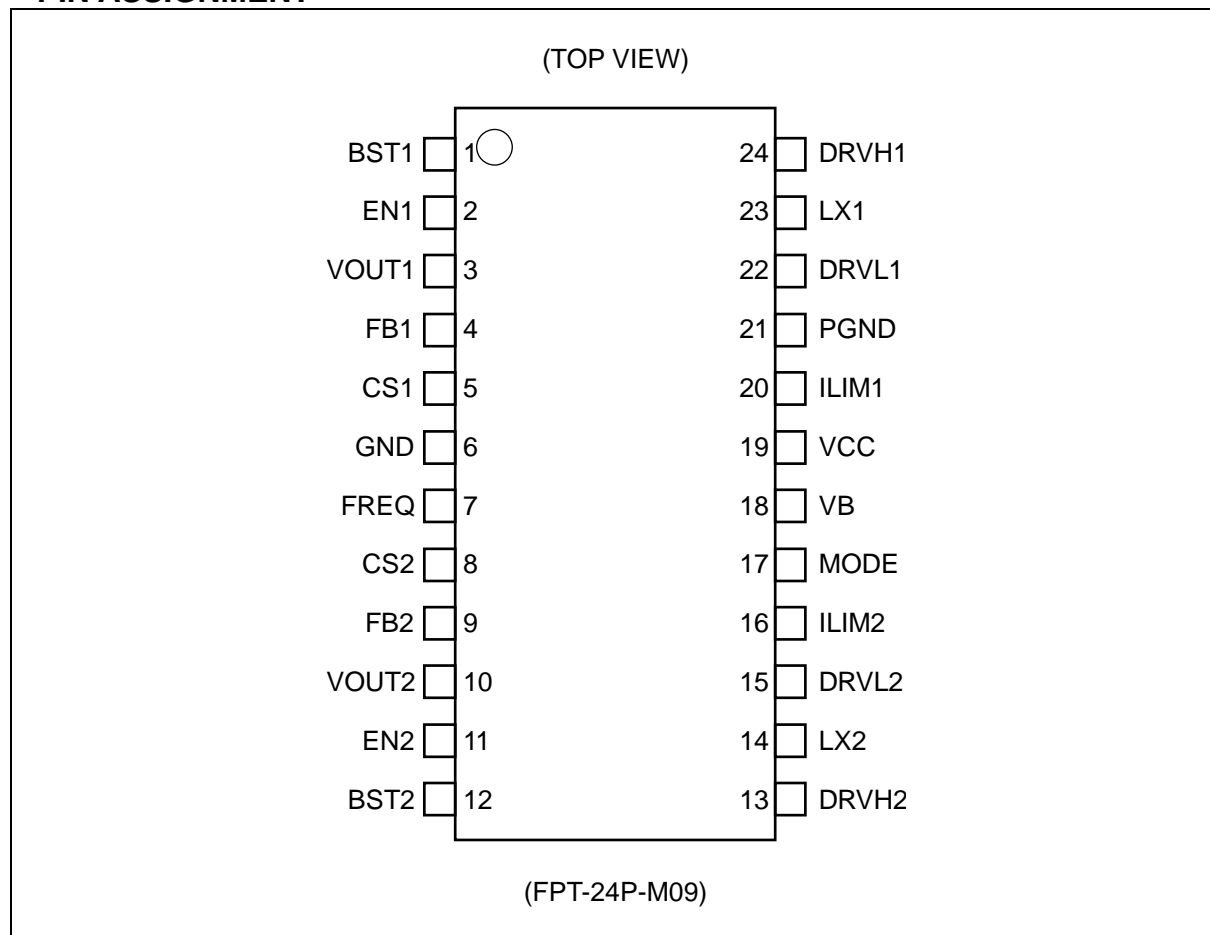 PIN ASSIGNMENT
(TOP VIEW)
BST1 1 24 DRVH1
EN1 2 23 LX1
VOUT1 3 22 DRVL1
FB1 4 21 PGND
CS1 5 20 ILIM1
GND 6 19 VCC
FREQ 7 18 VB
CS2 8 17 MODE
FB2 9 16 ILIM2
VOUT2 10 15 DRVL2
EN2 11 14 LX2
BST2 12 13 DRVH2
(FPT-24P-M09)